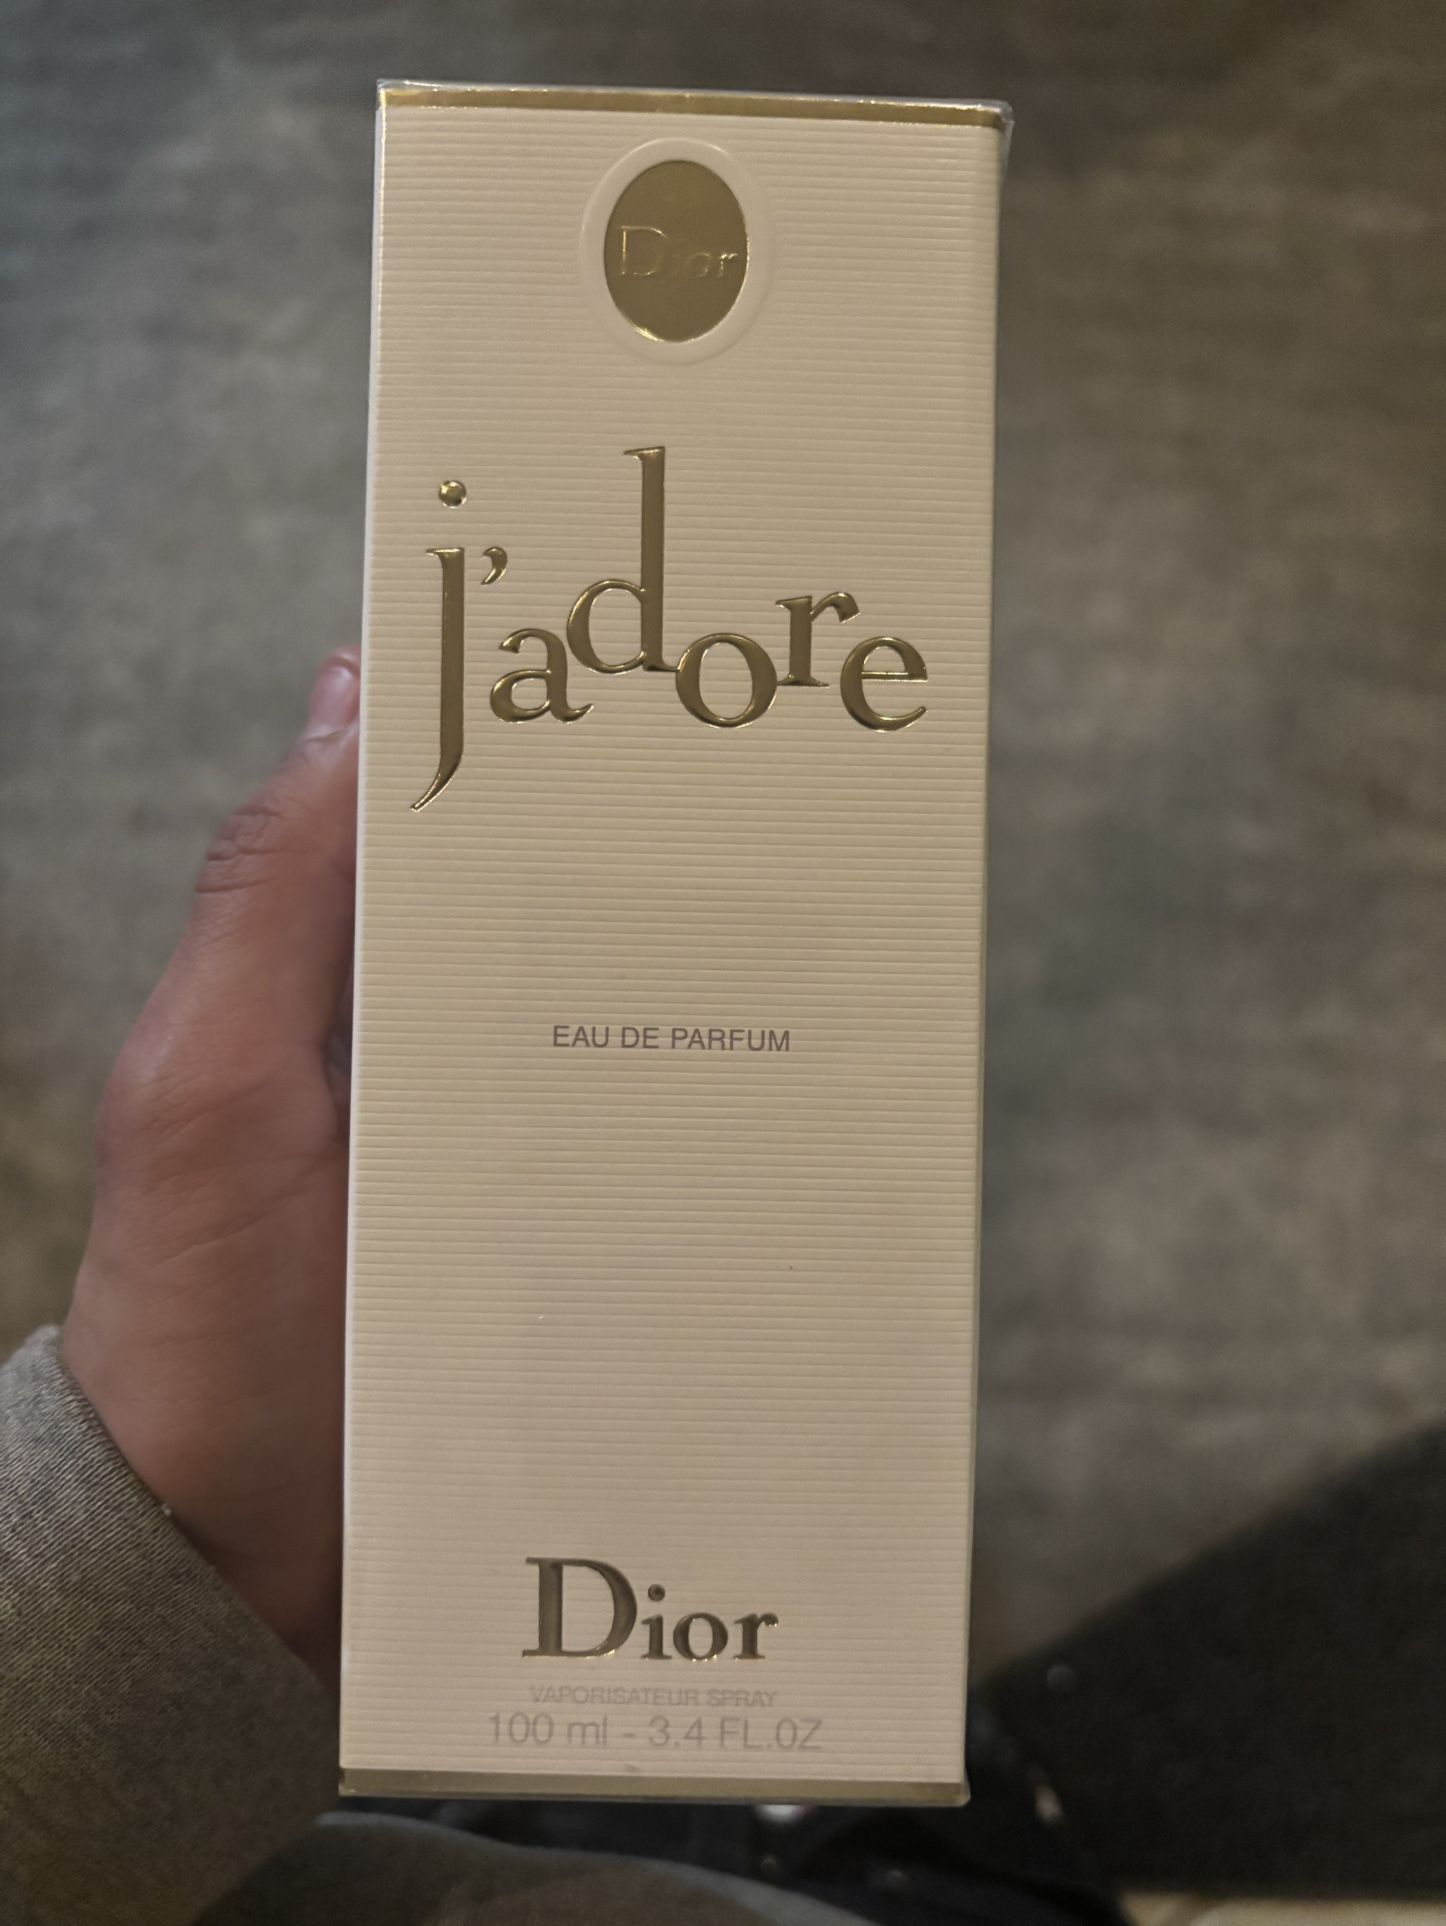 Dior
j'adore
EAU DE PARFUM
Dior
VAPORISATEUR SPRAY
100 ml - 3.4 FL.OZ